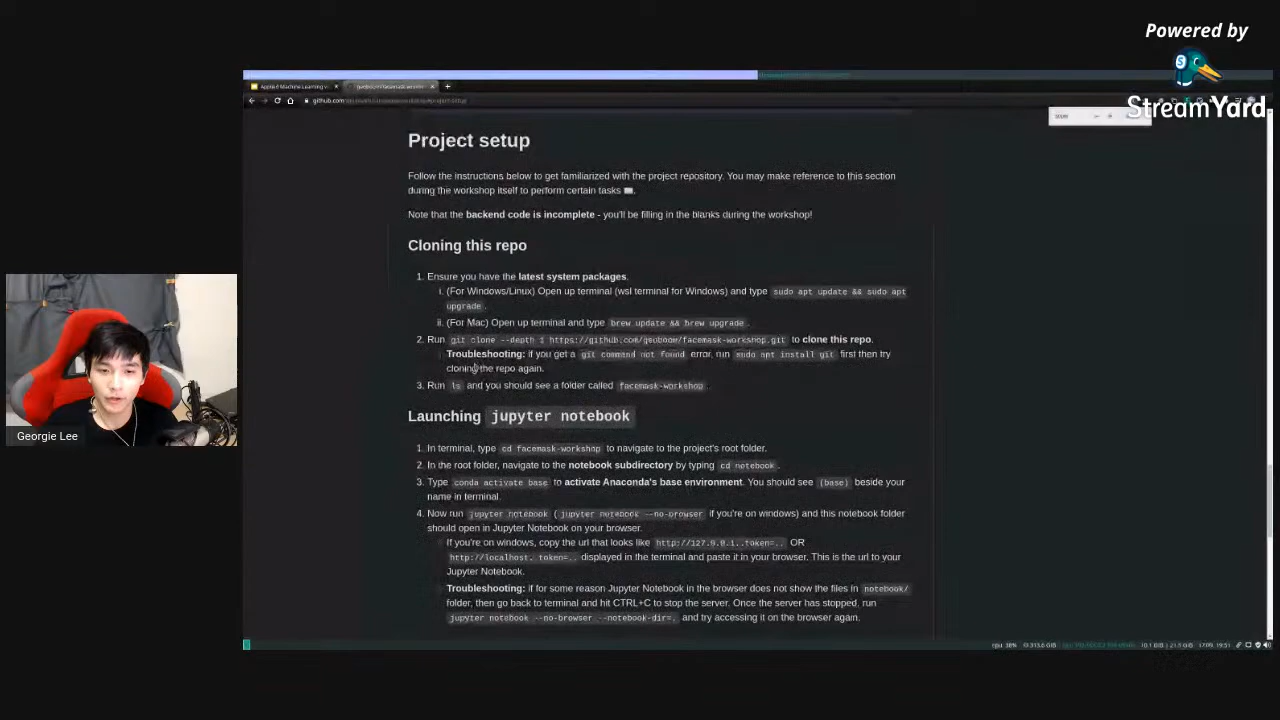 Powered by
StreamYard
Applied Machine Learning
Project setup
Follow the instructions below to get familiarized with the project repository. You may make reference to this section
during the workshop itself to perform certain tasks
Note that the backend code is incomplete - you'll be filling in the blanks during the workshop!
Cloning this repo
1. Ensure you have the latest system packages.
i. (For Windows/Linux) Open up terminal (wsl terminal for Windows) and type sudo apt update && sudo apt
upgrade .
ii. (For Mac) Open up terminal and type brew update && brew upgrade .
2. Run git clone --depth 1 https://github.com/geoboom/facemask-workshop.git to clone this repo.
Troubleshooting: if you get a git command not found error, run sudo apt install git first then try
cloning the repo again.
3. Run ls and you should see a folder called facemask-workshop .
Launching jupyter notebook
1. In terminal, type cd facemask-workshop to navigate to the project's root folder.
2. In the root folder, navigate to the notebook subdirectory by typing cd notebook .
3. Type conda activate base to activate Anaconda's base environment. You should see (base) beside your
name in terminal.
4. Now run jupyter notebook ( jupyter notebook --no-browser if you're on windows) and this notebook folder
should open in Jupyter Notebook on your browser.
If you're on windows, copy the url that looks like http://127.0.0.1..token=.. OR
http://localhost. token=.. displayed in the terminal and paste it in your browser. This is the url to your
Jupyter Notebook.
Troubleshooting: if for some reason Jupyter Notebook in the browser does not show the files in notebook/
folder, then go back to terminal and hit CTRL+C to stop the server. Once the server has stopped, run
jupyter notebook --no-browser --notebook-dir=. and try accessing it on the browser again.
Georgie Lee